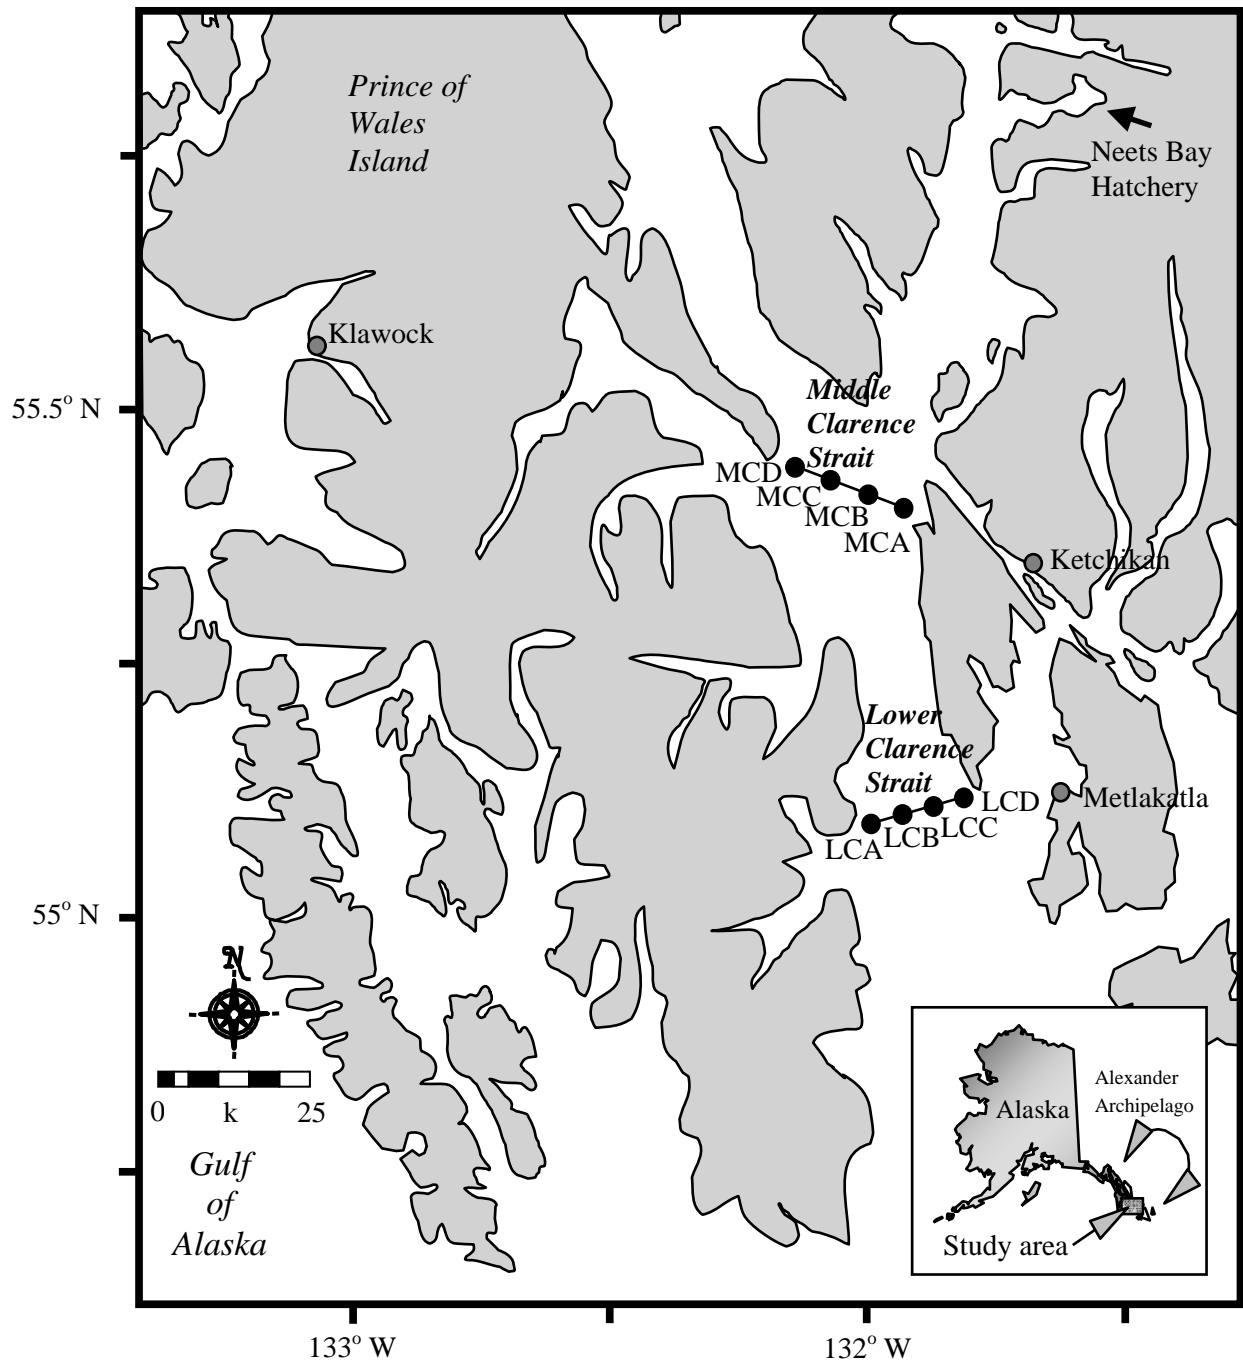 Prince of
Wales
Island
Neets Bay
Hatchery
Klawock
55.5° N
Middle
Clarence
Strait
MCD
MCC
MCB
MCA
Ketchikan
Lower
Clarence
Strait
LCD
LCC
LCB
LCA
Metlakatla
55° N
N
0 k 25
Gulf
of
Alaska
Alexander
Archipelago
Alaska
Study area
133° W
132° W